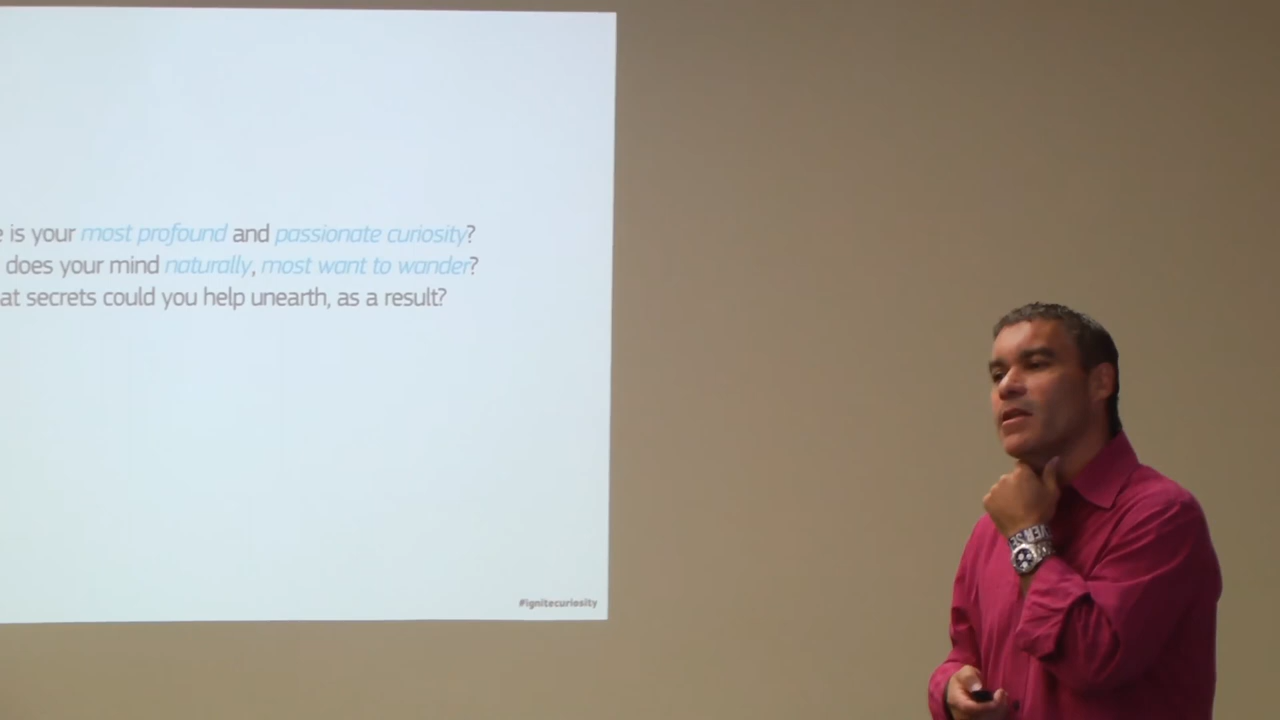 e is your most profound and passionate curiosity?
does your mind naturally, most want to wander?
at secrets could you help unearth, as a result?
#ignitecuriosity